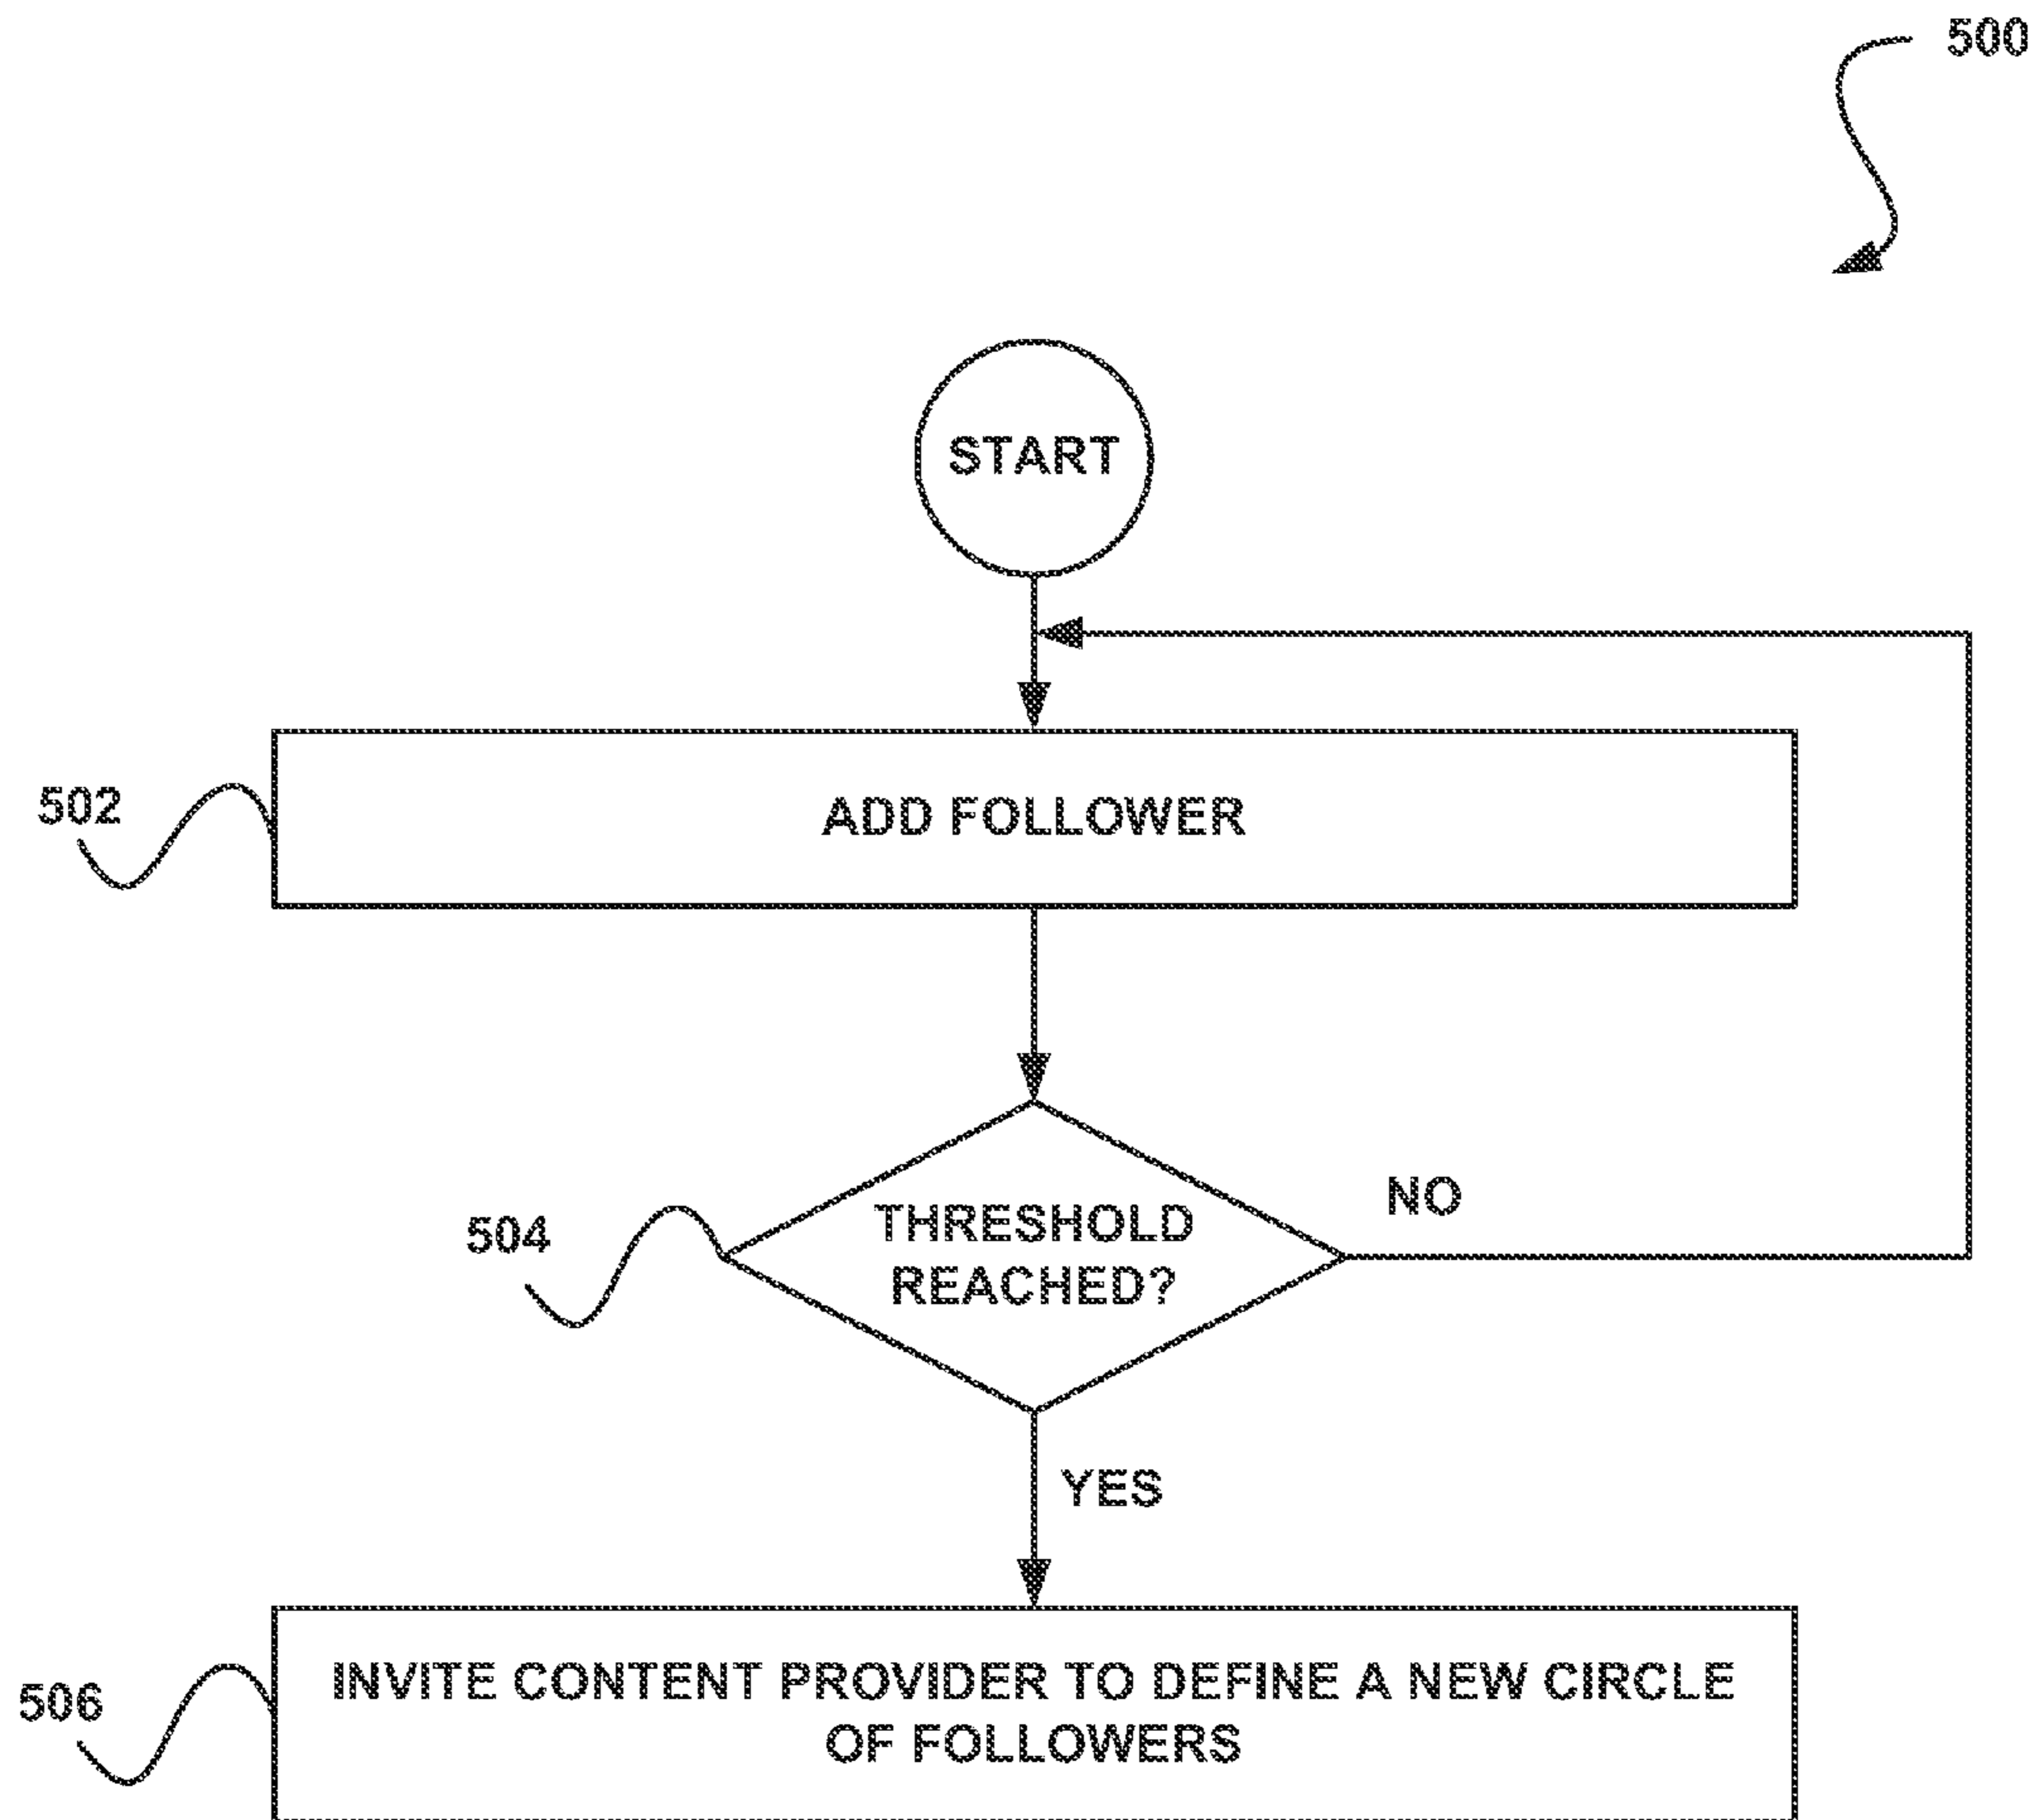 500
START
502
ADD FOLLOWER
504
THRESHOLD
REACHED?
NO
YES
506
INVITE CONTENT PROVIDER TO DEFINE A NEW CIRCLE
OF FOLLOWERS